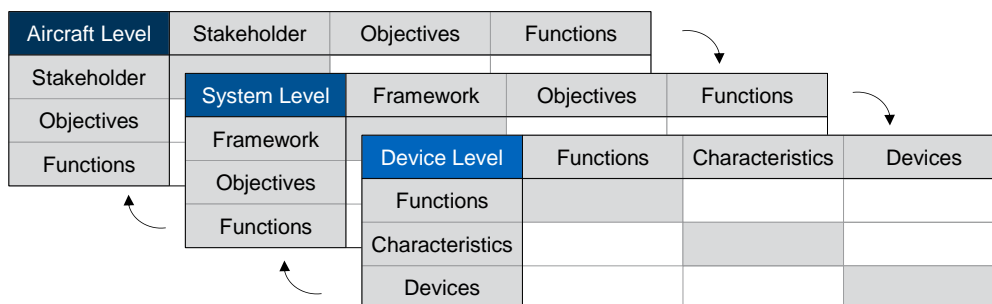 Aircraft Level Stakeholder Objectives Functions
Stakeholder
Objectives
Functions
System Level Framework Objectives Functions
Framework
Objectives
Functions
Device Level Functions Characteristics Devices
Functions
Characteristics
Devices